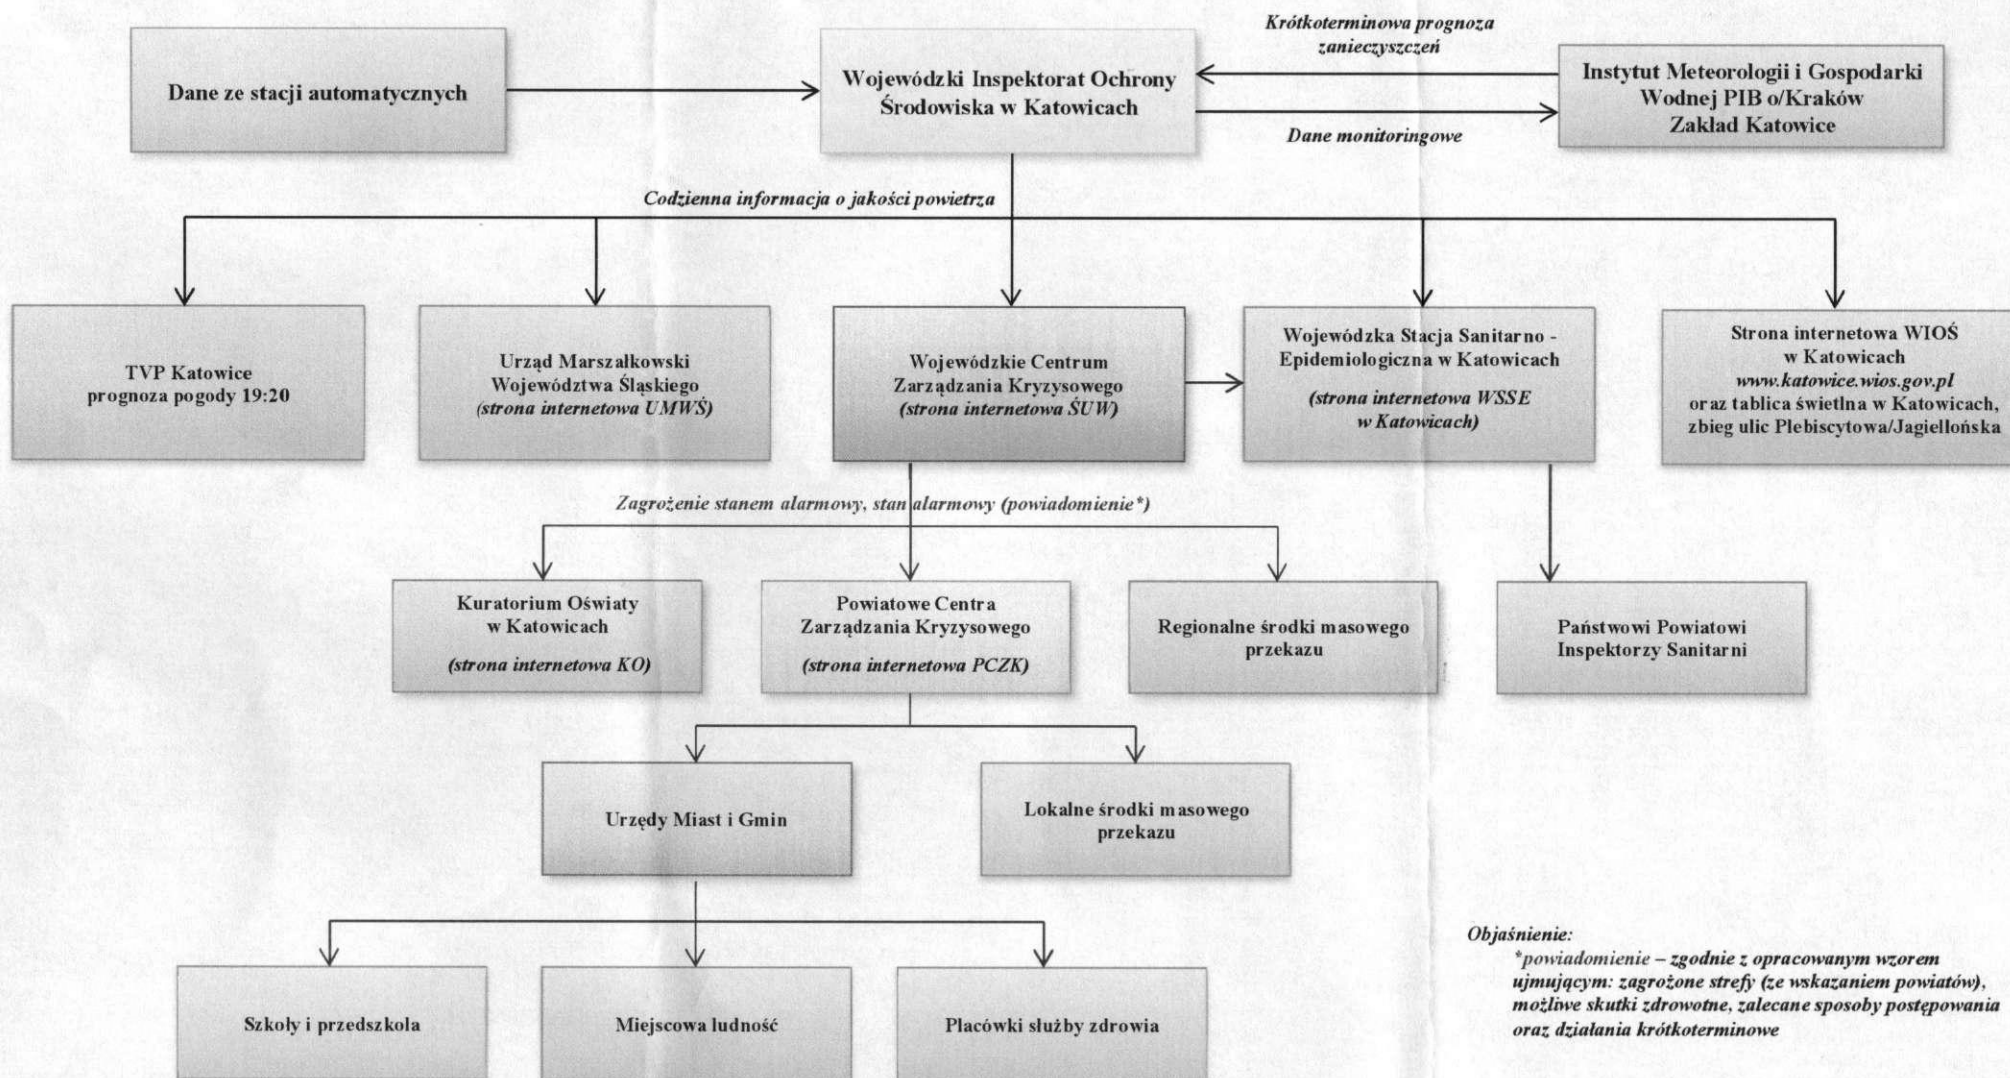 Krótkoterminowa prognoza
zanieczyszczeń
Dane ze stacji automatycznych
Wojewódzki Inspektorat Ochrony
Środowiska w Katowicach
Instytut Meteorologii i Gospodarki
Wodnej PIB o/Kraków
Zakład Katowice
Dane monitoringowe
Codzienna informacja o jakości powietrza
TVP Katowice
prognoza pogody 19:20
Urząd Marszałkowski
Województwa Śląskiego
(strona internetowa UMWŚ)
Wojewódzkie Centrum
Zarządzania Kryzysowego
(strona internetowa ŚUW)
Wojewódzka Stacja Sanitarno -
Epidemiologiczna w Katowicach
(strona internetowa WSSE
w Katowicach)
Strona internetowa WIOŚ
w Katowicach
www.katowice.wios.gov.pl
oraz tablica świetlna w Katowicach,
zbieg ulic Plebiscytowa/Jagiellońska
Zagrożenie stanem alarmowy, stan alarmowy (powiadomienie*)
Kuratorium Oświaty
w Katowicach
(strona internetowa KO)
Powiatowe Centra
Zarządzania Kryzysowego
(strona internetowa PCZK)
Regionalne środki masowego
przekazu
Państwowi Powiatowi
Inspektorzy Sanitarni
Urzędy Miast i Gmin
Lokalne środki masowego
przekazu
Szkoły i przedszkola
Miejscowa ludność
Placówki służby zdrowia
Objaśnienie:
*powiadomienie – zgodnie z opracowanym wzorem
ujmującym: zagrożone strefy (ze wskazaniem powiatów),
możliwe skutki zdrowotne, zalecane sposoby postępowania
oraz działania krótkoterminowe